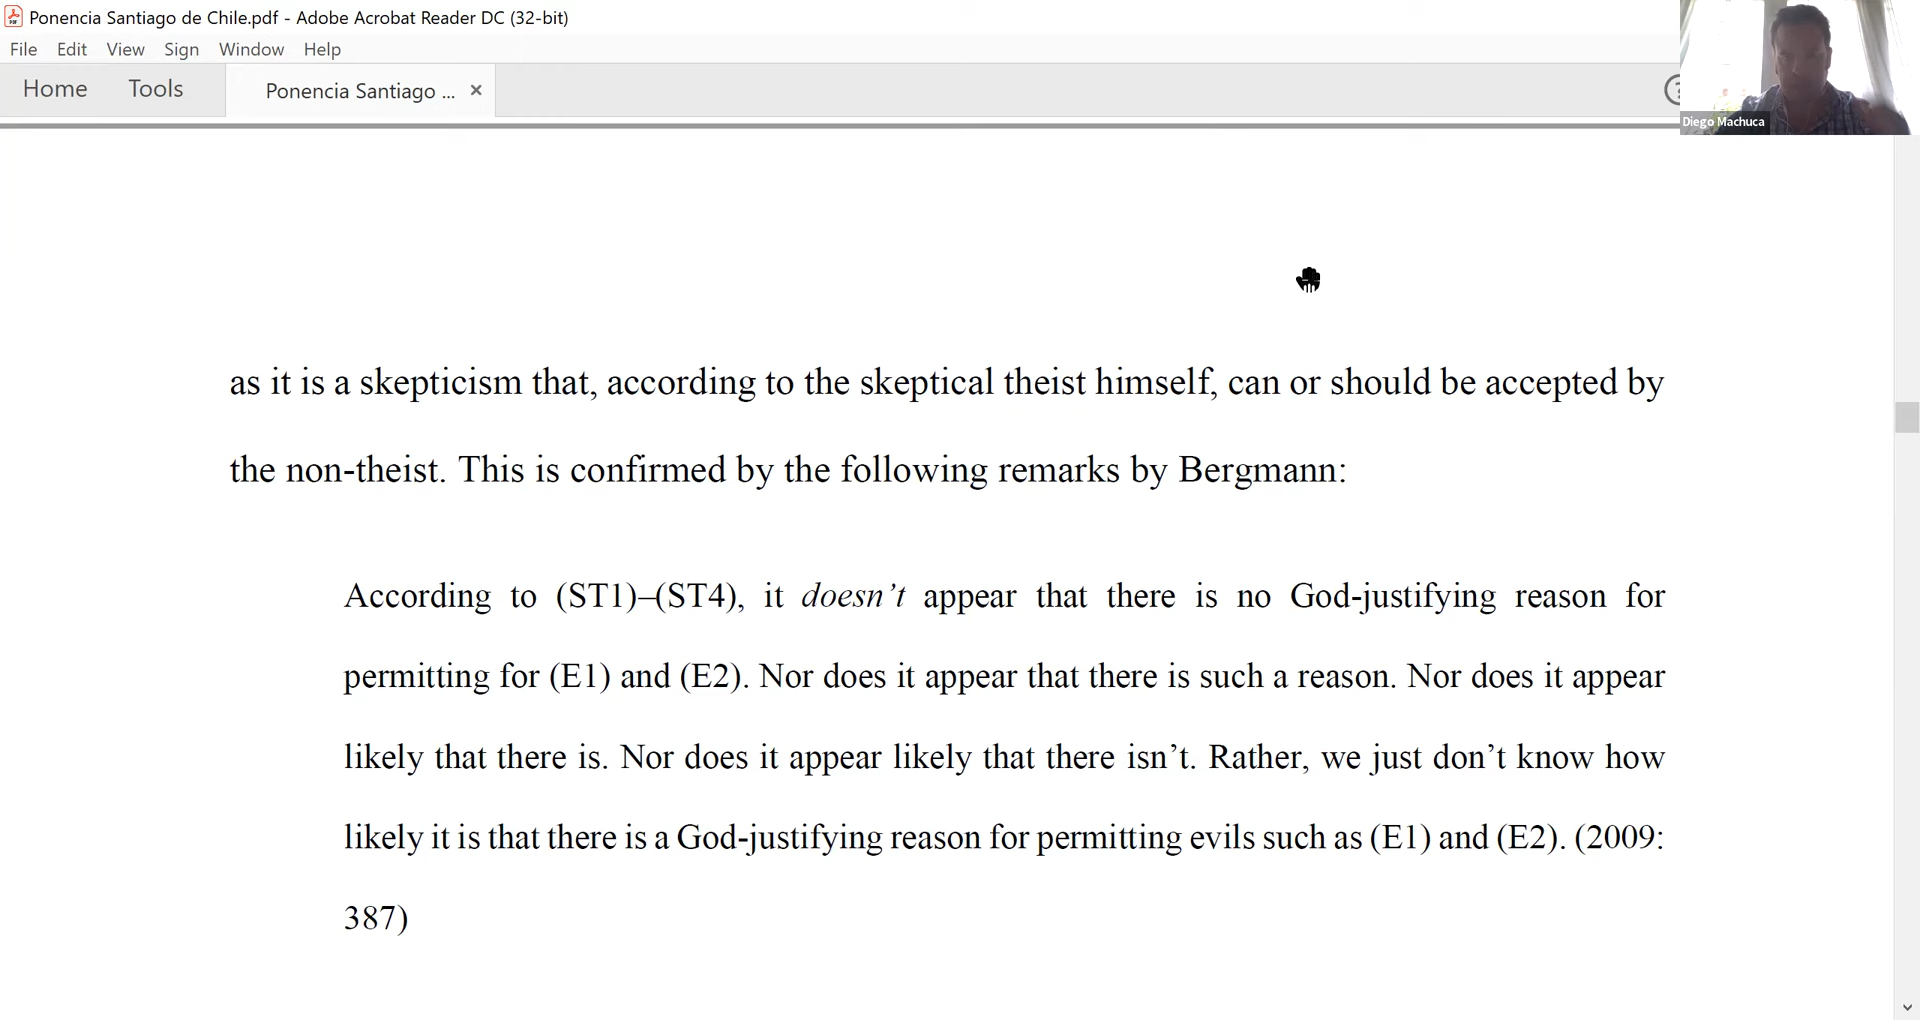 Ponencia Santiago de Chile.pdf - Adobe Acrobat Reader DC (32-bit)
File Edit View Sign Window Help
Home Tools Ponencia Santiago ... ×
Diego Machuca
as it is a skepticism that, according to the skeptical theist himself, can or should be accepted by
the non-theist. This is confirmed by the following remarks by Bergmann:
According to (ST1)–(ST4), it doesn’t appear that there is no God-justifying reason for
permitting for (E1) and (E2). Nor does it appear that there is such a reason. Nor does it appear
likely that there is. Nor does it appear likely that there isn’t. Rather, we just don’t know how
likely it is that there is a God-justifying reason for permitting evils such as (E1) and (E2). (2009:
387)